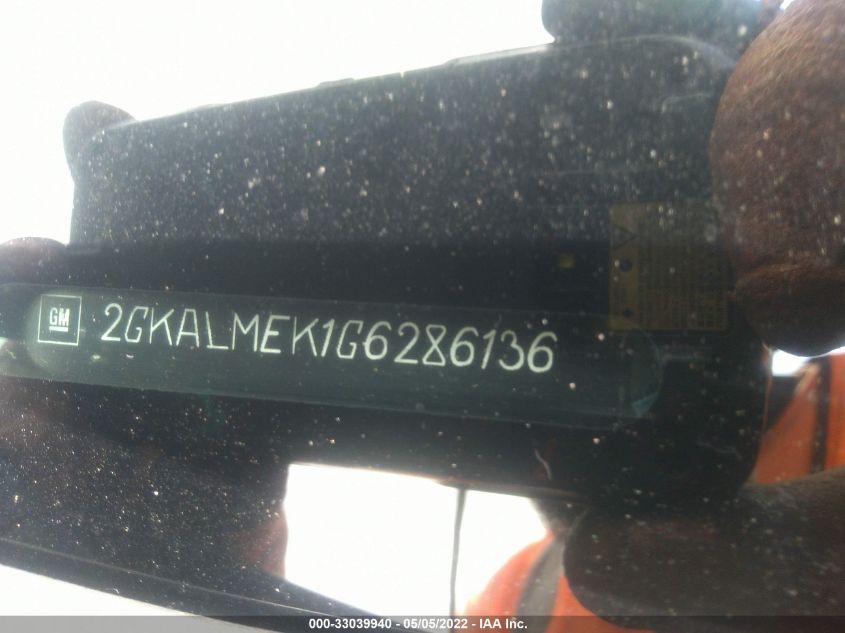 GM 2GKALMEK1G6286136
000-33039940 - 05/05/2022 - IAA Inc.